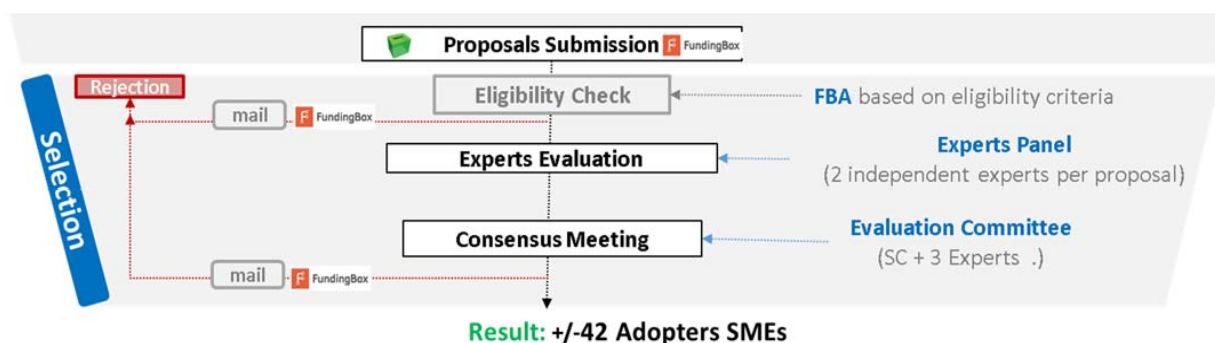 Proposals Submission F FundingBox
Rejection
Eligibility Check
FBA based on eligibility criteria
mail F FundingBox
Experts Evaluation
Experts Panel
(2 independent experts per proposal)
Selection
Consensus Meeting
Evaluation Committee
(SC + 3 Experts .)
mail F FundingBox
Result: +/-42 Adopters SMEs